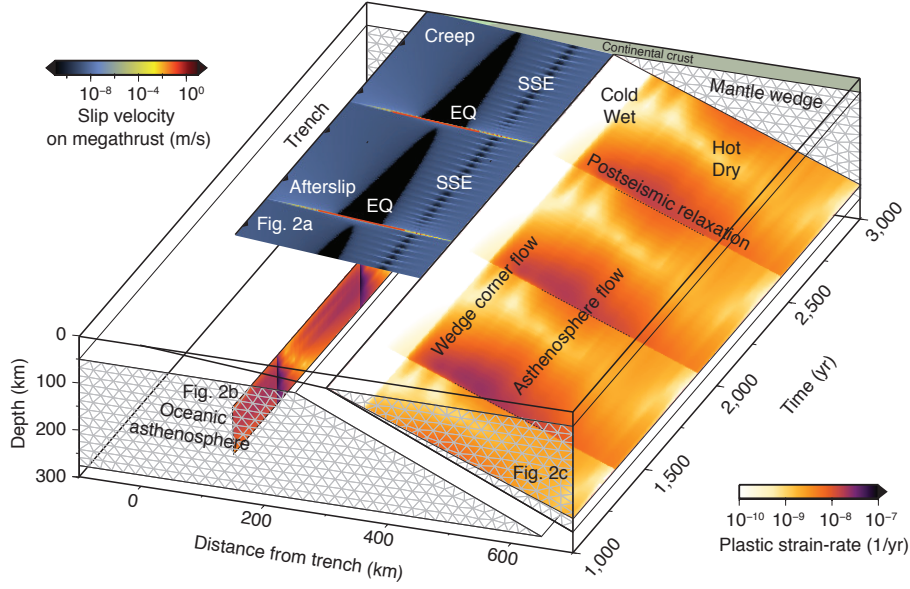 Continental crust
Creep
Mantle wedge
SSE
Cold
Wet
10⁻⁸ 10⁻⁴ 10⁰
Slip velocity
on megathrust (m/s)
Trench
EQ
Hot
Dry
Postseismic relaxation
Afterslip
SSE
EQ
Fig. 2a
3,000
Wedge corner flow
Asthenosphere flow
2,500
Time (yr)
2,000
1,500
1,000
0
100
200
300
Depth (km)
Fig. 2b
Oceanic
asthenosphere
Fig. 2c
0 200 400 600
Distance from trench (km)
10⁻¹⁰ 10⁻⁹ 10⁻⁸ 10⁻⁷
Plastic strain-rate (1/yr)